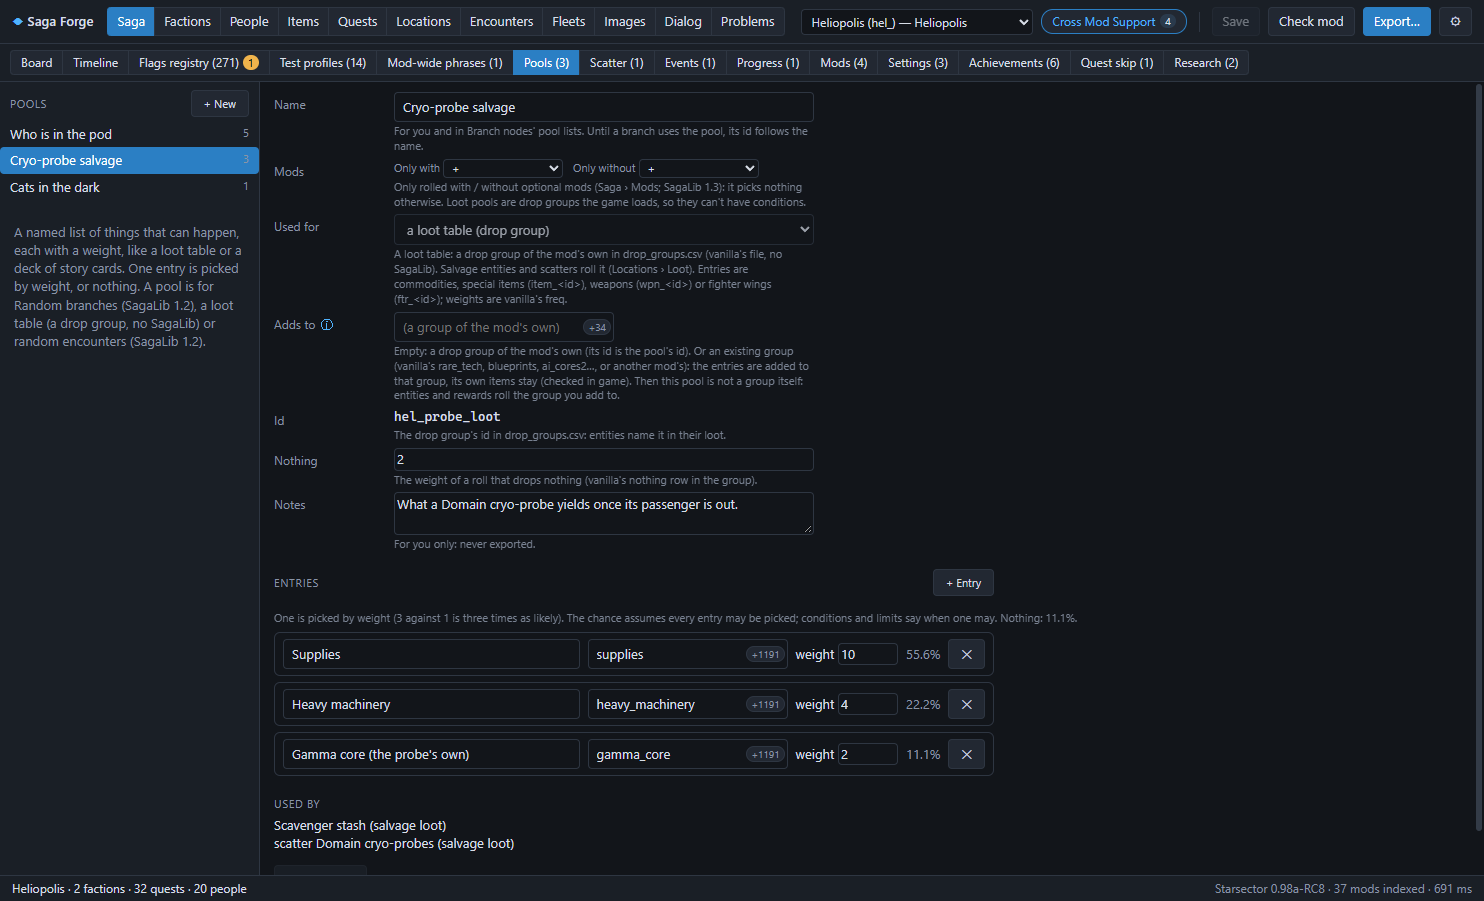 Saga Forge
Saga
Factions
People
Items
Quests
Locations
Encounters
Fleets
Images
Dialog
Problems
Heliopolis (hel_) — Heliopolis
Cross Mod Support 4
Save
Check mod
Export...
Board
Timeline
Flags registry (271) 1
Test profiles (14)
Mod-wide phrases (1)
Pools (3)
Scatter (1)
Events (1)
Progress (1)
Mods (4)
Settings (3)
Achievements (6)
Quest skip (1)
Research (2)
POOLS
+ New
Who is in the pod 5
Cryo-probe salvage 3
Cats in the dark 1
A named list of things that can happen,
each with a weight, like a loot table or a
deck of story cards. One entry is picked
by weight, or nothing. A pool is for
Random branches (SagaLib 1.2), a loot
table (a drop group, no SagaLib) or
random encounters (SagaLib 1.2).
Name
Cryo-probe salvage
For you and in Branch nodes' pool lists. Until a branch uses the pool, its id follows the
name.
Mods
Only with +
Only without +
Only rolled with / without optional mods (Saga › Mods; SagaLib 1.3): it picks nothing
otherwise. Loot pools are drop groups the game loads, so they can't have conditions.
Used for
a loot table (drop group)
A loot table: a drop group of the mod's own in drop_groups.csv (vanilla's file, no
SagaLib). Salvage entities and scatters roll it (Locations › Loot). Entries are
commodities, special items (item_<id>), weapons (wpn_<id>) or fighter wings
(ftr_<id>); weights are vanilla's freq.
Adds to
(a group of the mod's own) +34
Empty: a drop group of the mod's own (its id is the pool's id). Or an existing group
(vanilla's rare_tech, blueprints, ai_cores2..., or another mod's): the entries are added to
that group, its own items stay (checked in game). Then this pool is not a group itself:
entities and rewards roll the group you add to.
Id
hel_probe_loot
The drop group's id in drop_groups.csv: entities name it in their loot.
Nothing
2
The weight of a roll that drops nothing (vanilla's nothing row in the group).
Notes
What a Domain cryo-probe yields once its passenger is out.
For you only: never exported.
ENTRIES
+ Entry
One is picked by weight (3 against 1 is three times as likely). The chance assumes every entry may be picked; conditions and limits say when one may. Nothing: 11.1%.
Supplies supplies +1191 weight 10 55.6%
Heavy machinery heavy_machinery +1191 weight 4 22.2%
Gamma core (the probe's own) gamma_core +1191 weight 2 11.1%
USED BY
Scavenger stash (salvage loot)
scatter Domain cryo-probes (salvage loot)
Heliopolis · 2 factions · 32 quests · 20 people
Starsector 0.98a-RC8 · 37 mods indexed · 691 ms